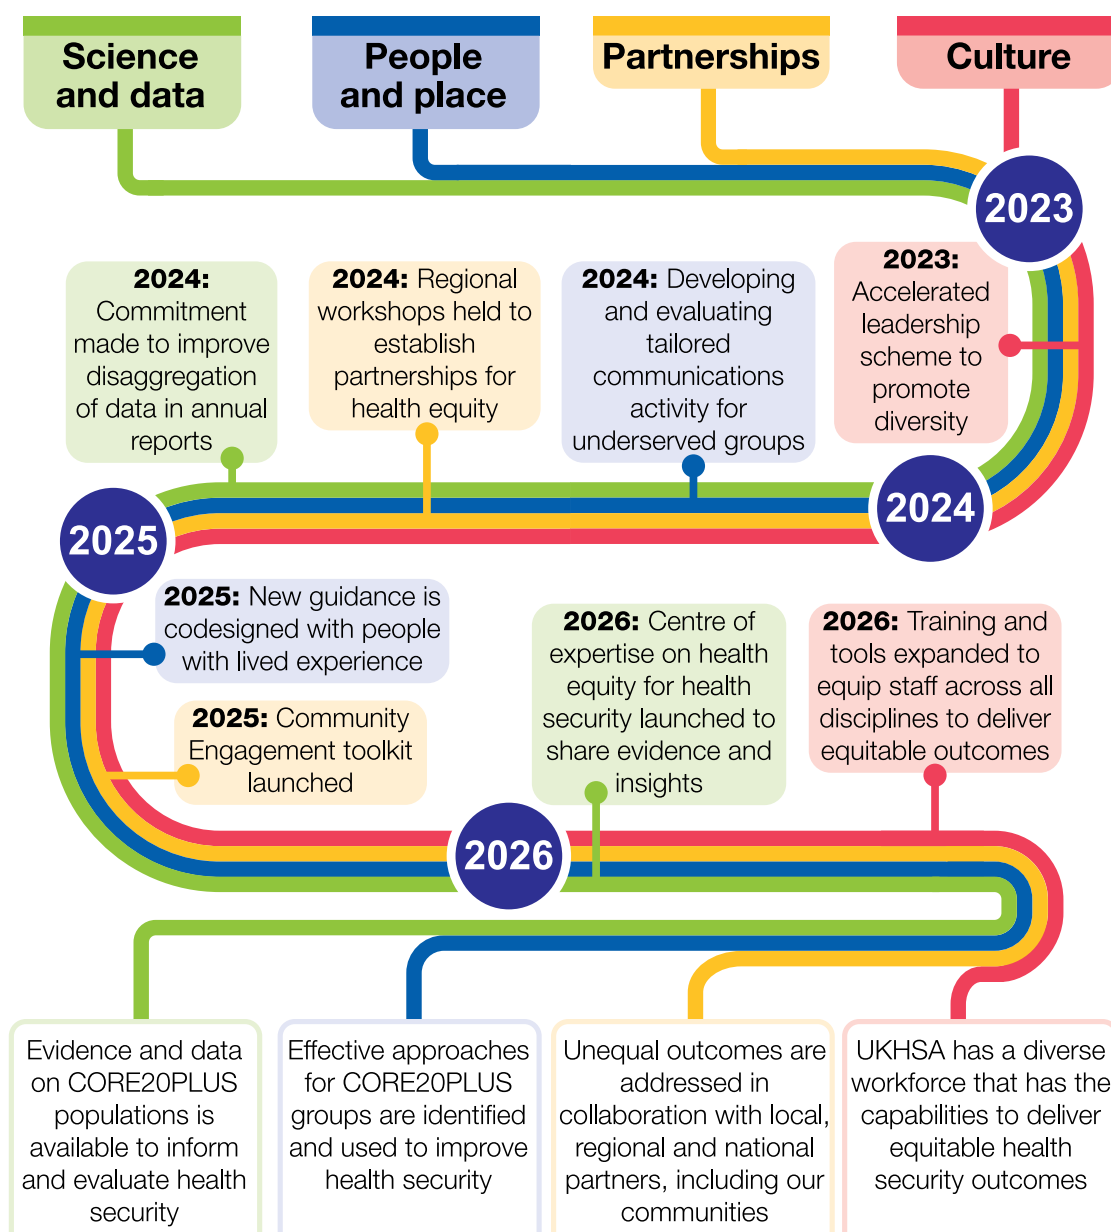 Science
and data
People
and place
Partnerships
Culture
2023
2024:
Commitment
made to improve
disaggregation
of data in annual
reports
2024: Regional
workshops held to
establish
partnerships for
health equity
2024: Developing
and evaluating
tailored
communications
activity for
underserved groups
2023:
Accelerated
leadership
scheme to
promote
diversity
2024
2025
2025: New guidance is
codesigned with people
with lived experience
2025: Community
Engagement toolkit
launched
2026: Centre of
expertise on health
equity for health
security launched to
share evidence and
insights
2026: Training and
tools expanded to
equip staff across all
disciplines to deliver
equitable outcomes
2026
Evidence and data
on CORE20PLUS
populations is
available to inform
and evaluate health
security
Effective approaches
for CORE20PLUS
groups are identified
and used to improve
health security
Unequal outcomes are
addressed in
collaboration with local,
regional and national
partners, including our
communities
UKHSA has a diverse
workforce that has the
capabilities to deliver
equitable health
security outcomes